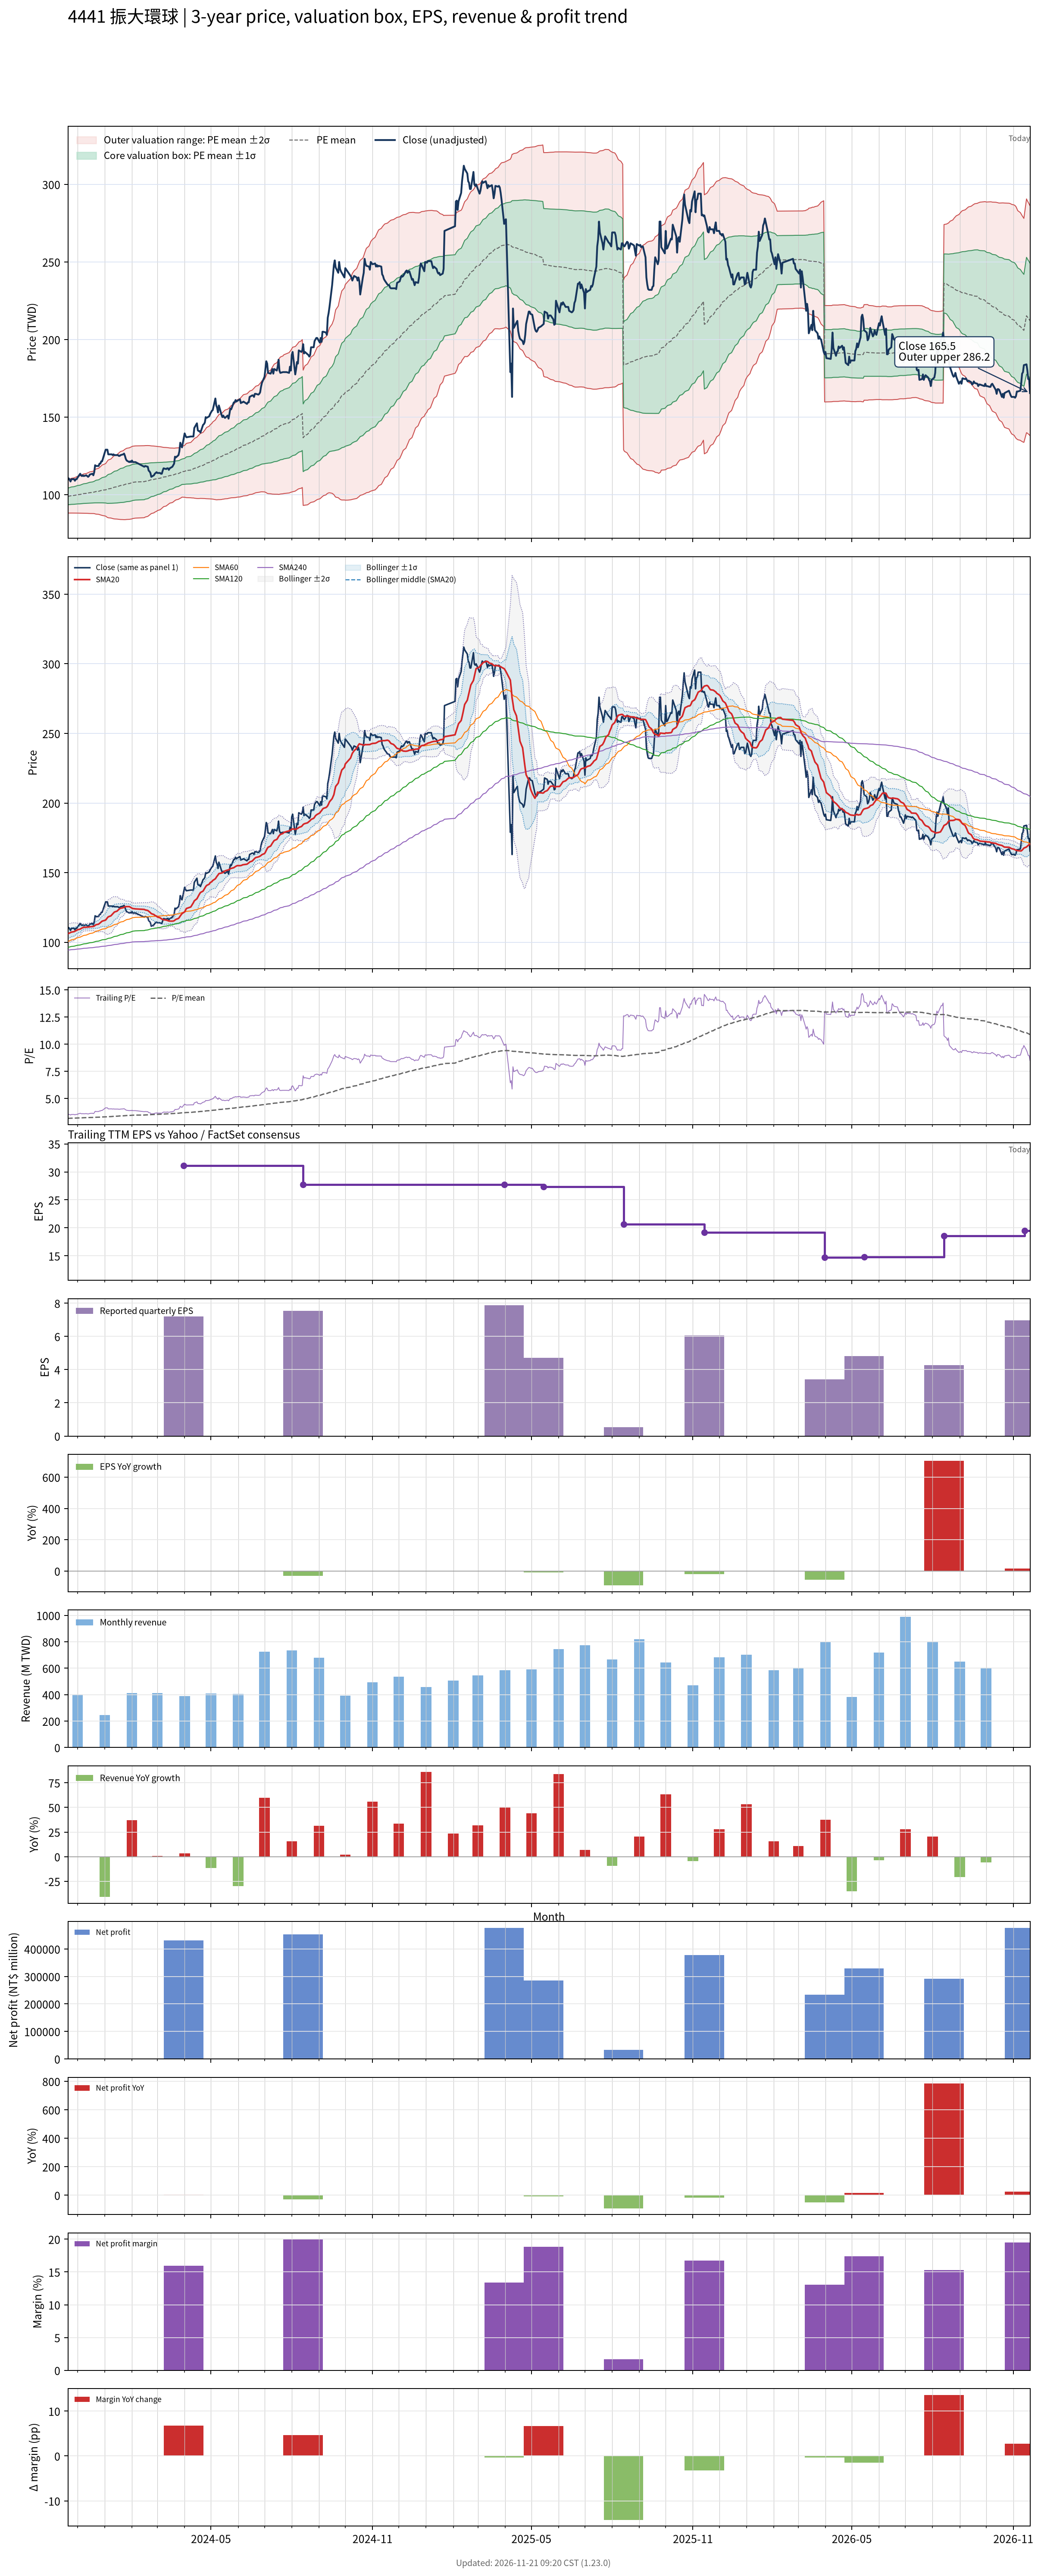 4441 振大環球 | 3-year price, valuation box, EPS, revenue & profit trend
Outer valuation range: PE mean ±2σ
PE mean
Close (unadjusted)
Core valuation box: PE mean ±1σ
Today
Price (TWD)
300
250
200
150
100
Close 165.5
Outer upper 286.2
Close (same as panel 1)
SMA20
SMA60
SMA120
SMA240
Bollinger ±2σ
Bollinger ±1σ
Bollinger middle (SMA20)
Price
350
300
250
200
150
100
Trailing P/E
P/E mean
P/E
15.0
12.5
10.0
7.5
5.0
Trailing TTM EPS vs Yahoo / FactSet consensus
Today
EPS
35
30
25
20
15
Reported quarterly EPS
EPS
8
6
4
2
0
EPS YoY growth
YoY (%)
600
400
200
0
Monthly revenue
Revenue (M TWD)
1000
800
600
400
200
0
Revenue YoY growth
YoY (%)
75
50
25
0
-25
Month
Net profit
Net profit (NT$ million)
400000
300000
200000
100000
0
Net profit YoY
YoY (%)
800
600
400
200
0
Net profit margin
Margin (%)
20
15
10
5
0
Margin YoY change
Δ margin (pp)
10
0
-10
2024-05
2024-11
2025-05
2025-11
2026-05
2026-11
Updated: 2026-11-21 09:20 CST (1.23.0)